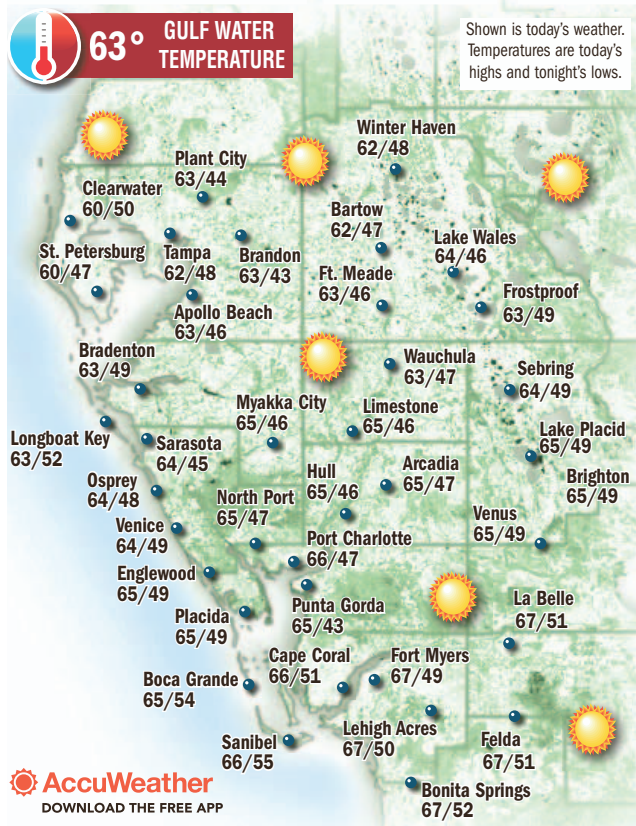 63° GULF WATER
TEMPERATURE
Shown is today's weather.
Temperatures are today's
highs and tonight's lows.
Winter Haven
62/48
Plant City
63/44
Clearwater
60/50
Bartow
62/47
Lake Wales
64/46
St. Petersburg
60/47
Tampa
62/48
Brandon
63/43
Ft. Meade
63/46
Frostproof
63/49
Apollo Beach
63/46
Bradenton
63/49
Wauchula
63/47
Sebring
64/49
Myakka City
65/46
Limestone
65/46
Longboat Key
63/52
Sarasota
64/45
Lake Placid
65/49
Arcadia
65/47
Brighton
65/49
Hull
65/46
Osprey
64/48
North Port
65/47
Venus
65/49
Venice
64/49
Port Charlotte
66/47
Englewood
65/49
Punta Gorda
65/43
La Belle
67/51
Placida
65/49
Cape Coral
66/51
Fort Myers
67/49
Boca Grande
65/54
Lehigh Acres
67/50
Felda
67/51
Sanibel
66/55
Bonita Springs
67/52
AccuWeather
DOWNLOAD THE FREE APP